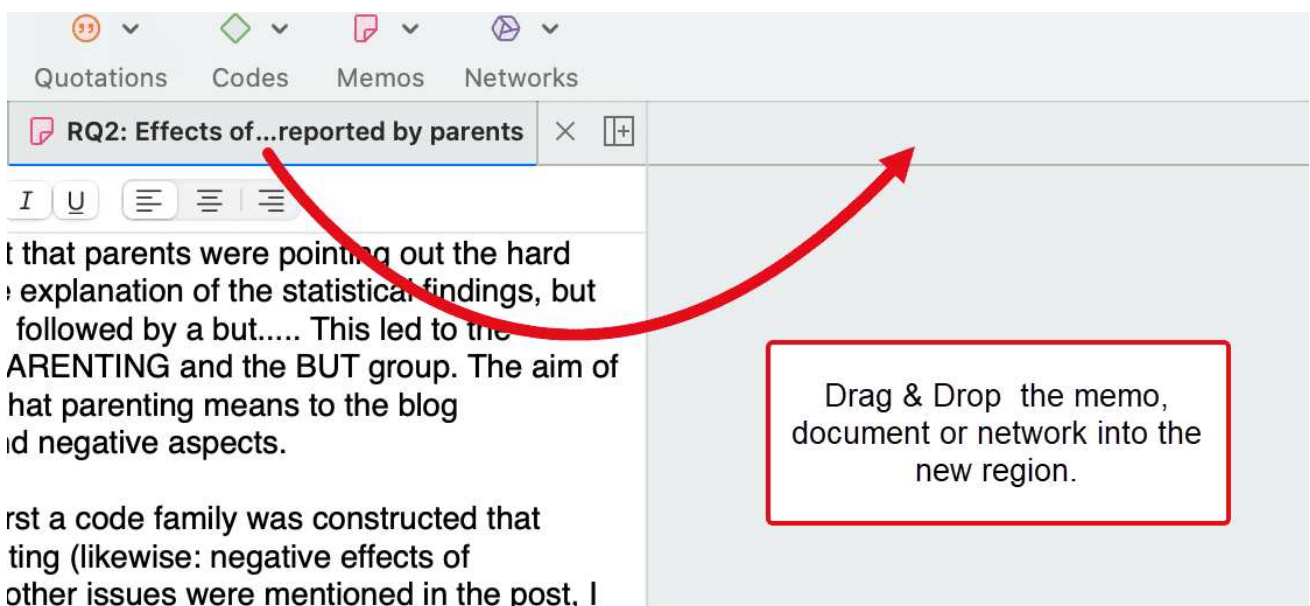 Quotations Codes Memos Networks
RQ2: Effects of...reported by parents
I U
t that parents were pointing out the hard
explanation of the statistical findings, but
followed by a but..... This led to the
ARENTING and the BUT group. The aim of
hat parenting means to the blog
d negative aspects.
rst a code family was constructed that
ting (likewise: negative effects of
other issues were mentioned in the post, I
Drag & Drop the memo,
document or network into the
new region.